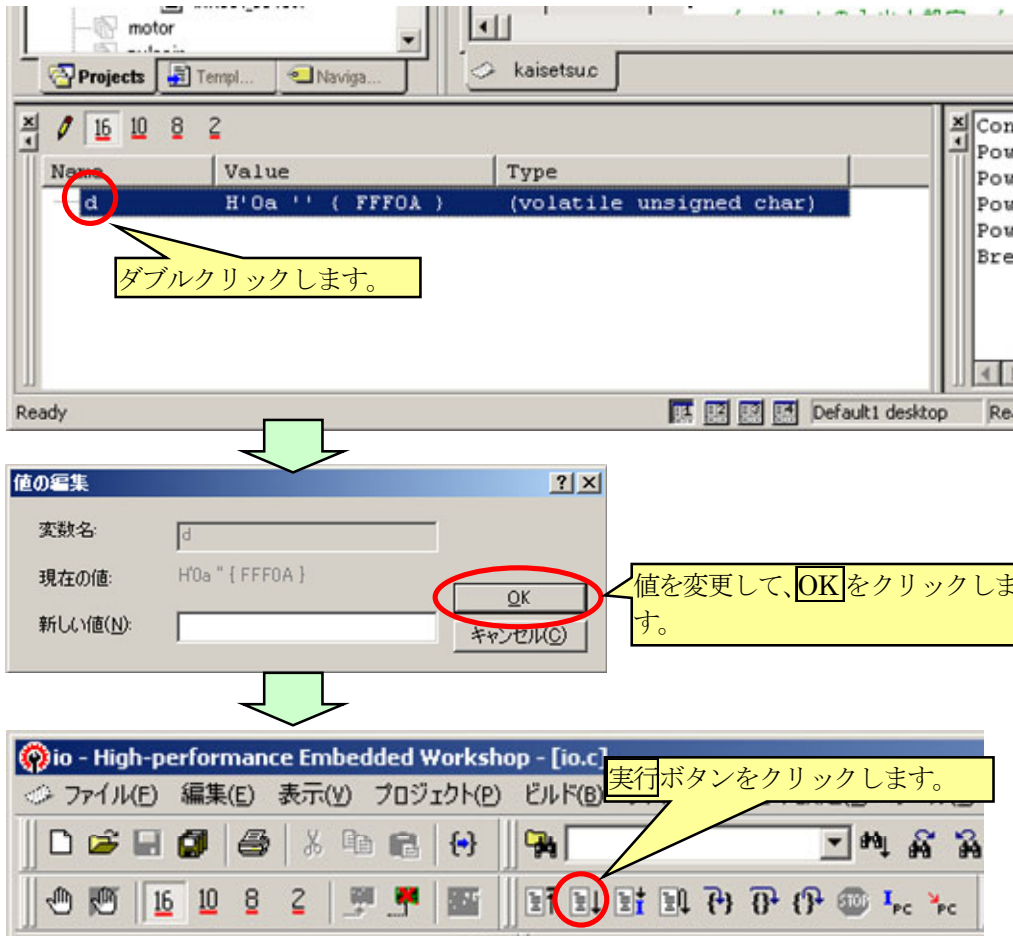 motor
Projects
Templ...
Naviga...
kaisetsu.c
16 10 8 2
Name Value Type
d H'0a '' { FFF0A } (volatile unsigned char)
ダブルクリックします。
Con
Pow
Pow
Pow
Pow
Bre
Ready
Default1 desktop
Re
値の編集
変数名:
d
現在の値:
H'0a '' { FFF0A }
新しい値(N):
OK
キャンセル(C)
値を変更して、OKをクリックしま
す。
io - High-performance Embedded Workshop - [io.c]
ファイル(F) 編集(E) 表示(V) プロジェクト(P) ビルド(B)
実行ボタンをクリックします。
16 10 8 2
STOP
PC
PC